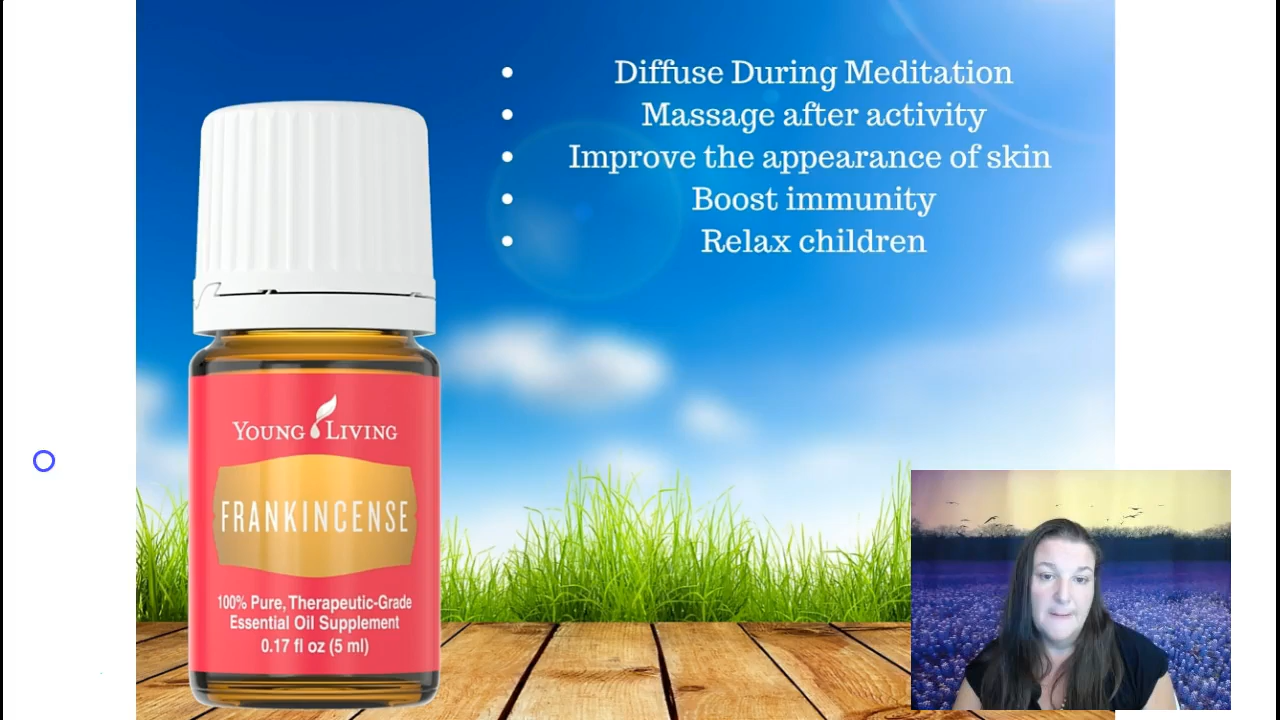 Diffuse During Meditation
Massage after activity
Improve the appearance of skin
Boost immunity
Relax children
YOUNG LIVING
FRANKINCENSE
100% Pure, Therapeutic-Grade
Essential Oil Supplement
0.17 fl oz (5 ml)